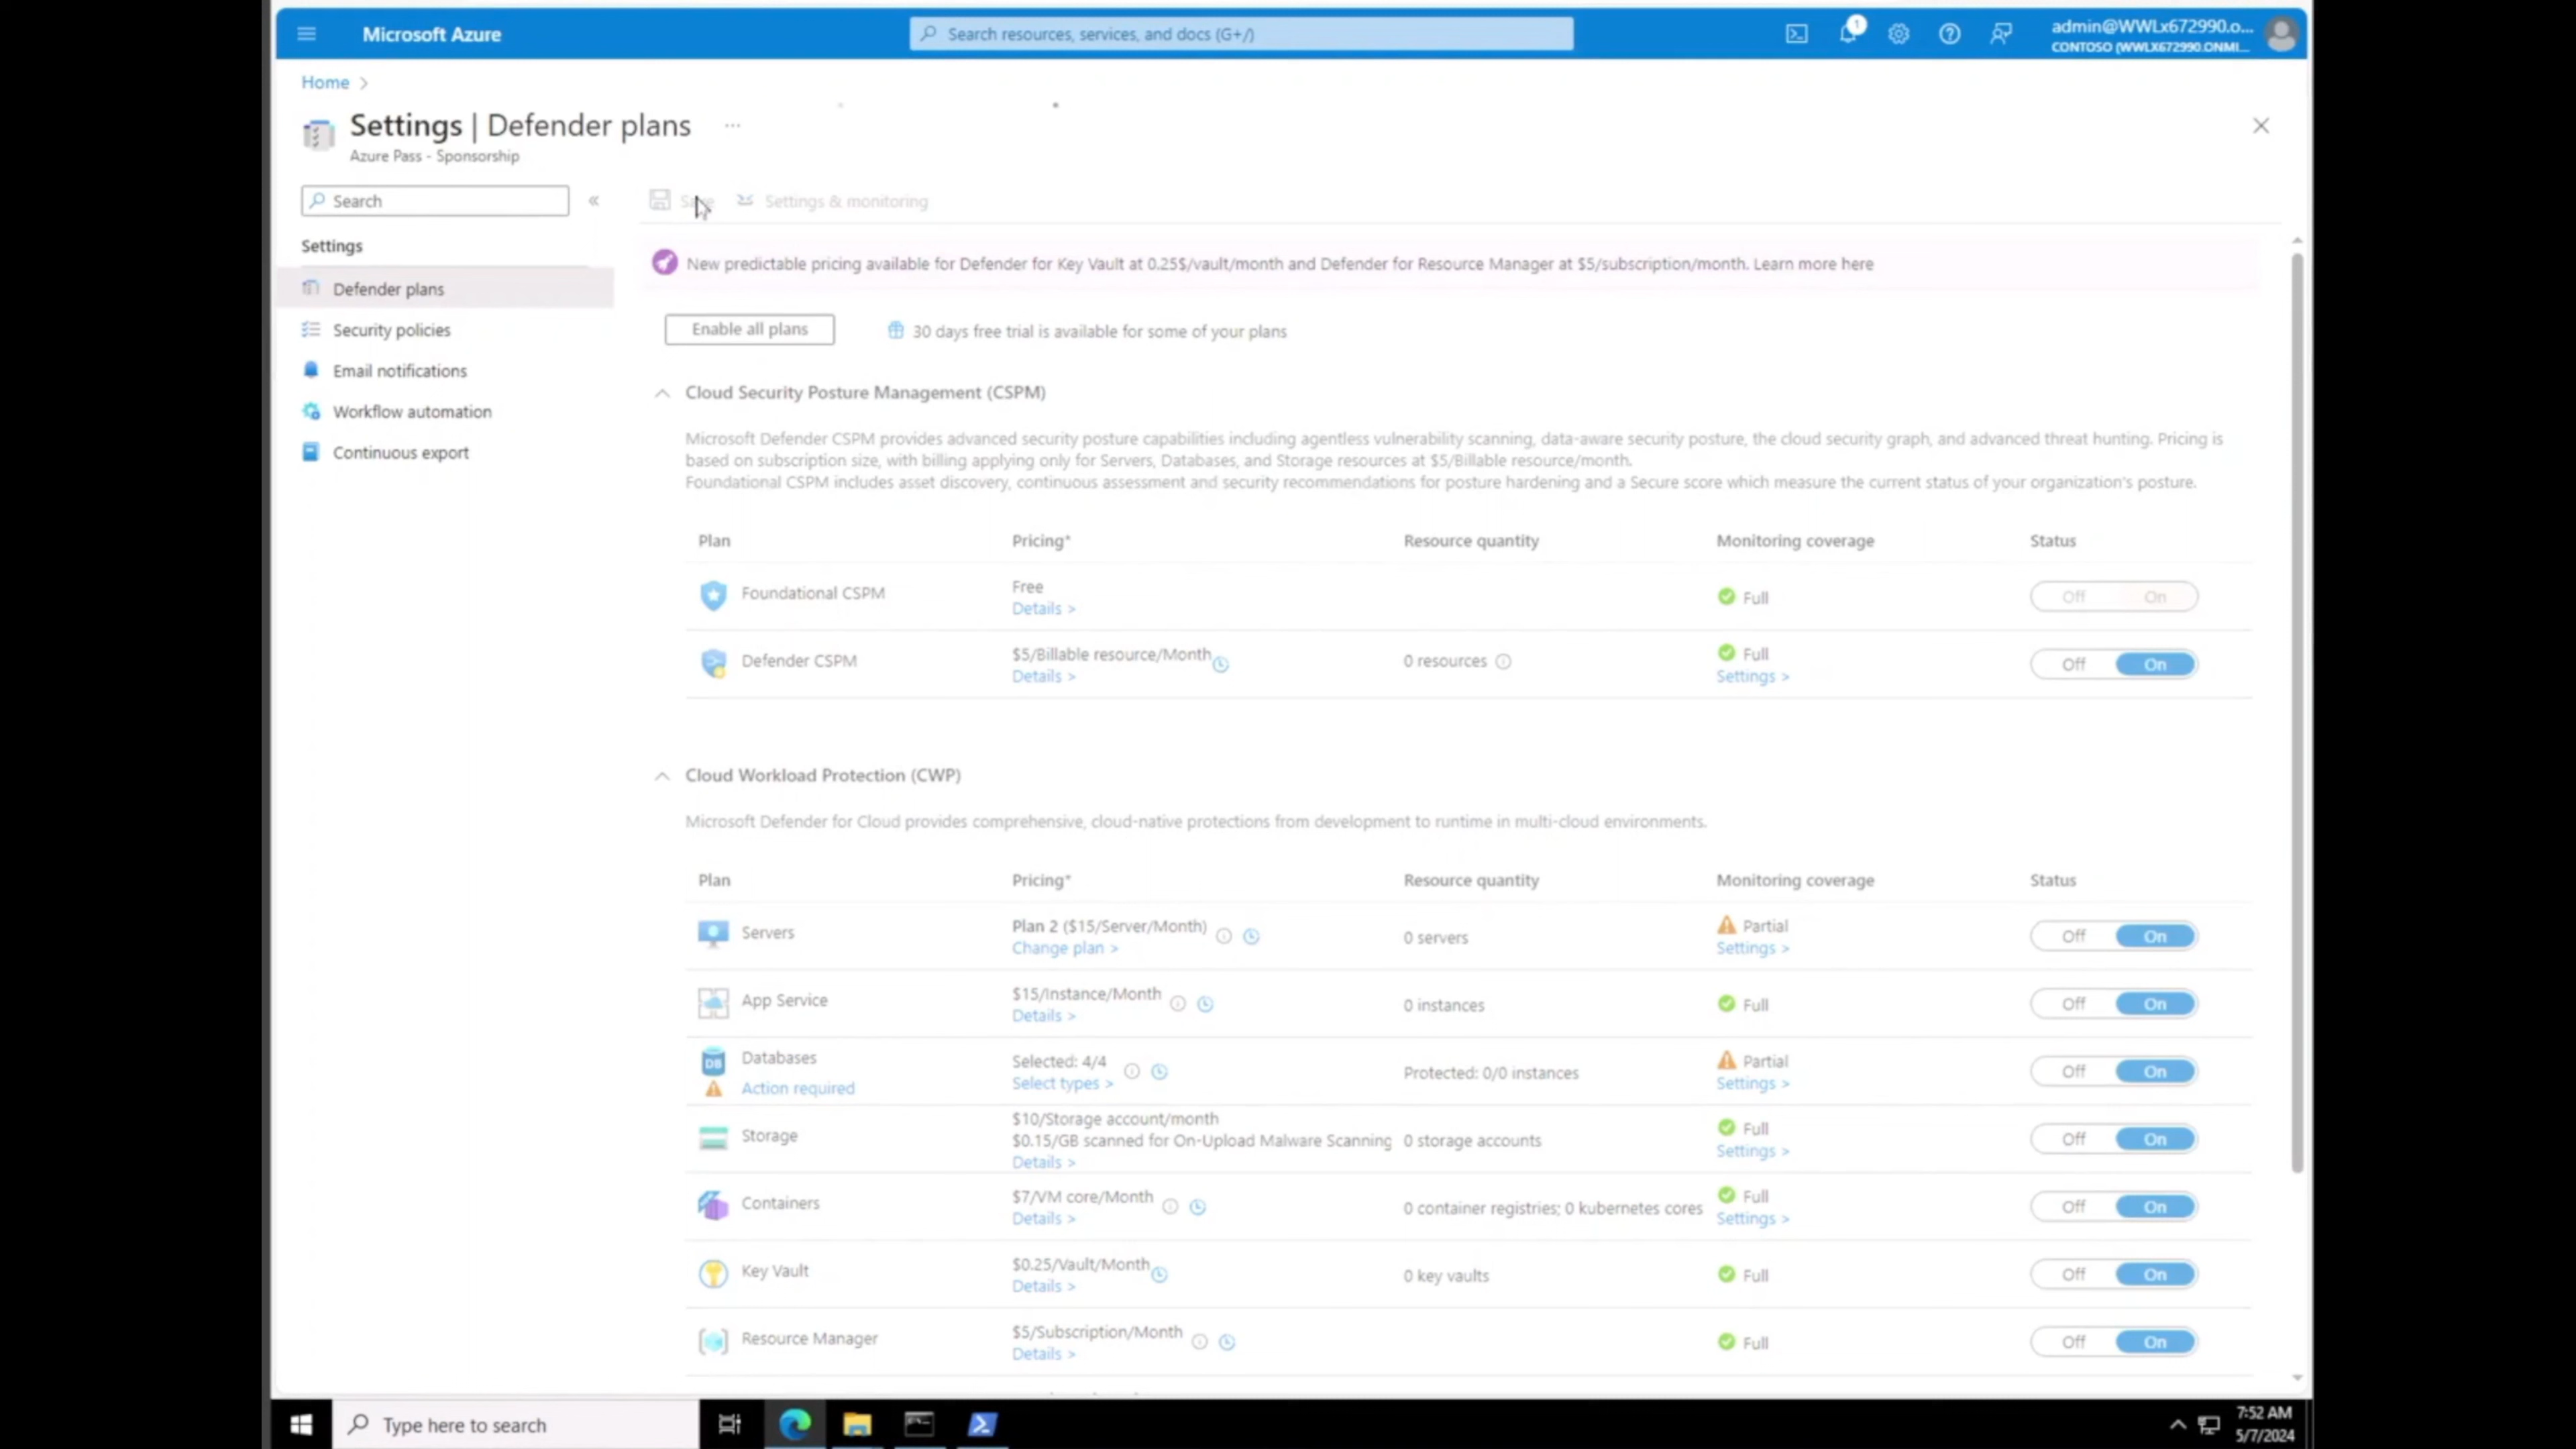 Microsoft Azure
Search resources, services, and docs (G+/)
1
admin@WWLx672990.o...
CONTOSO (WWLX672990.ONMI...
Home >
Settings | Defender plans ...
Azure Pass - Sponsorship
Search
«
Save
Settings & monitoring
Settings
Defender plans
Security policies
Email notifications
Workflow automation
Continuous export
New predictable pricing available for Defender for Key Vault at 0.25$/vault/month and Defender for Resource Manager at $5/subscription/month. Learn more here
Enable all plans
30 days free trial is available for some of your plans
Cloud Security Posture Management (CSPM)
Microsoft Defender CSPM provides advanced security posture capabilities including agentless vulnerability scanning, data-aware security posture, the cloud security graph, and advanced threat hunting. Pricing is
based on subscription size, with billing applying only for Servers, Databases, and Storage resources at $5/Billable resource/month.
Foundational CSPM includes asset discovery, continuous assessment and security recommendations for posture hardening and a Secure score which measure the current status of your organization's posture.
Plan Pricing* Resource quantity Monitoring coverage Status
Foundational CSPM Free Full Off On
Details >
Defender CSPM $5/Billable resource/Month 0 resources Full Off On
Details > Settings >
Cloud Workload Protection (CWP)
Microsoft Defender for Cloud provides comprehensive, cloud-native protections from development to runtime in multi-cloud environments.
Plan Pricing* Resource quantity Monitoring coverage Status
Servers Plan 2 ($15/Server/Month) 0 servers Partial Off On
Change plan > Settings >
App Service $15/Instance/Month 0 instances Full Off On
Details >
Databases Selected: 4/4 Protected: 0/0 instances Partial Off On
DB
Action required Select types > Settings >
Storage $10/Storage account/month 0 storage accounts Full Off On
$0.15/GB scanned for On-Upload Malware Scanning
Details > Settings >
Containers $7/VM core/Month 0 container registries; 0 kubernetes cores Full Off On
Details > Settings >
Key Vault $0.25/Vault/Month 0 key vaults Full Off On
Details >
Resource Manager $5/Subscription/Month Full Off On
Details >
Type here to search
7:52 AM
5/7/2024